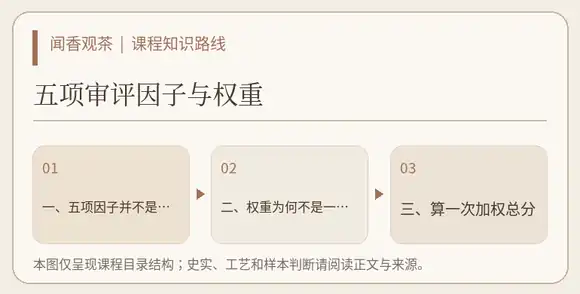 闻香观茶｜课程知识路线
五项审评因子与权重
01
一、五项因子并不是…
02
二、权重为何不是一…
03
三、算一次加权总分
本图仅呈现课程目录结构；史实、工艺和样本判断请阅读正文与来源。